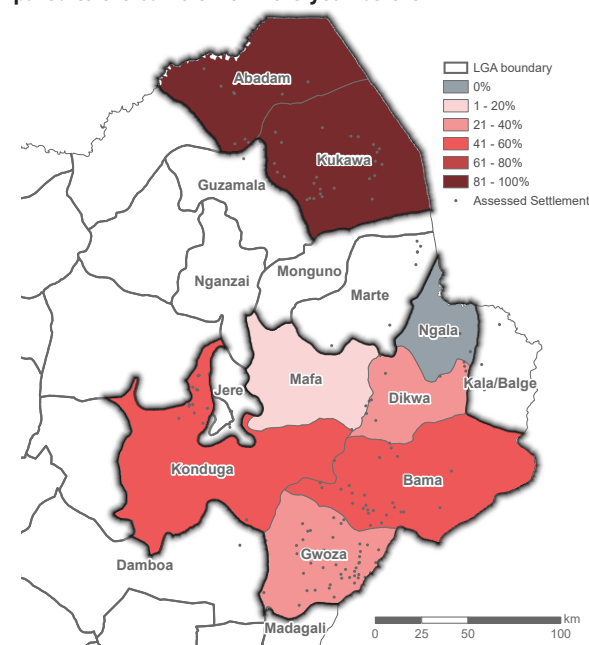 Abadam
LGA boundary
0%
1 - 20%
21 - 40%
41 - 60%
61 - 80%
81 - 100%
Assessed Settlement
Kukawa
Guzamala
Monguno
Nganzai
Marte
Ngala
Mafa
Jere
Kala/Balge
Dikwa
Konduga
Bama
Gwoza
Damboa
Madagali
km
0 25 50 100